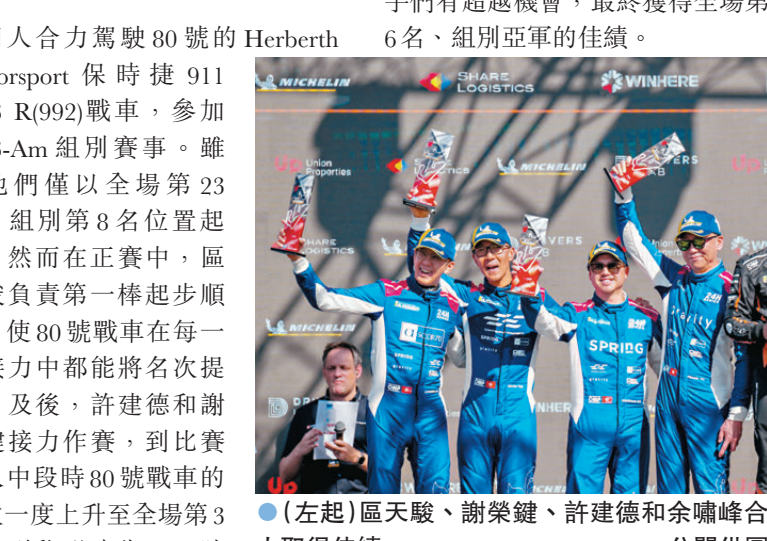 人合力駕駛80號的Herberth
orsport 保時捷 911
R(992)戰車，參加
-Am組別賽事。雖
他們僅以全場第23
組別第8名位置起
然而在正賽中，區
負責第一棒起步順
使80號戰車在每一
接力中都能將名次提
及後，許建德和謝
接力作賽，到比賽
中段時80號戰車的
一度上升至全場第3
子們有超越機會，最終獲得全場第
6名、組別亞軍的佳績。
MICHELIN
SHARE LOGISTICS
WINHERE
Union Properties
MICHELIN
SHARE LOGISTICS
MICHELIN
SPRING
●(左起)區天駿、謝榮鍵、許建德和余嘯峰合